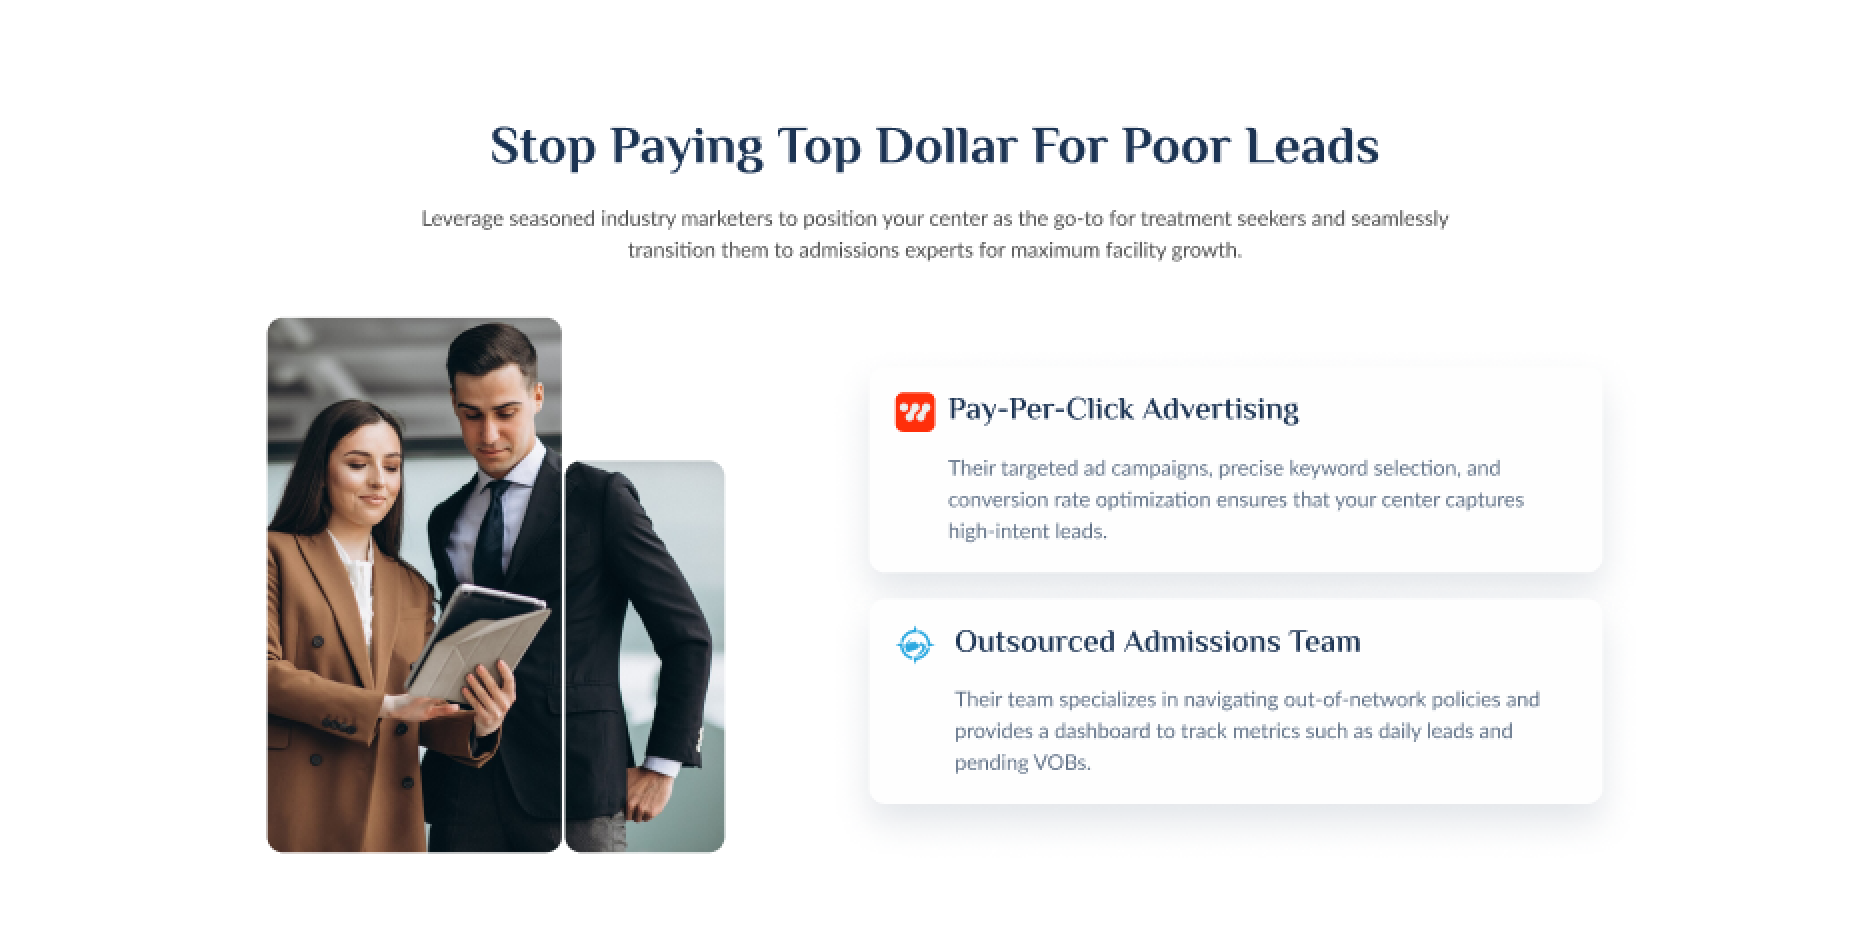 Stop Paying Top Dollar For Poor Leads
Leverage seasoned industry marketers to position your center as the go-to for treatment seekers and seamlessly
transition them to admissions experts for maximum facility growth.
Pay-Per-Click Advertising
Their targeted ad campaigns, precise keyword selection, and
conversion rate optimization ensures that your center captures
high-intent leads.
Outsourced Admissions Team
Their team specializes in navigating out-of-network policies and
provides a dashboard to track metrics such as daily leads and
pending VOBs.